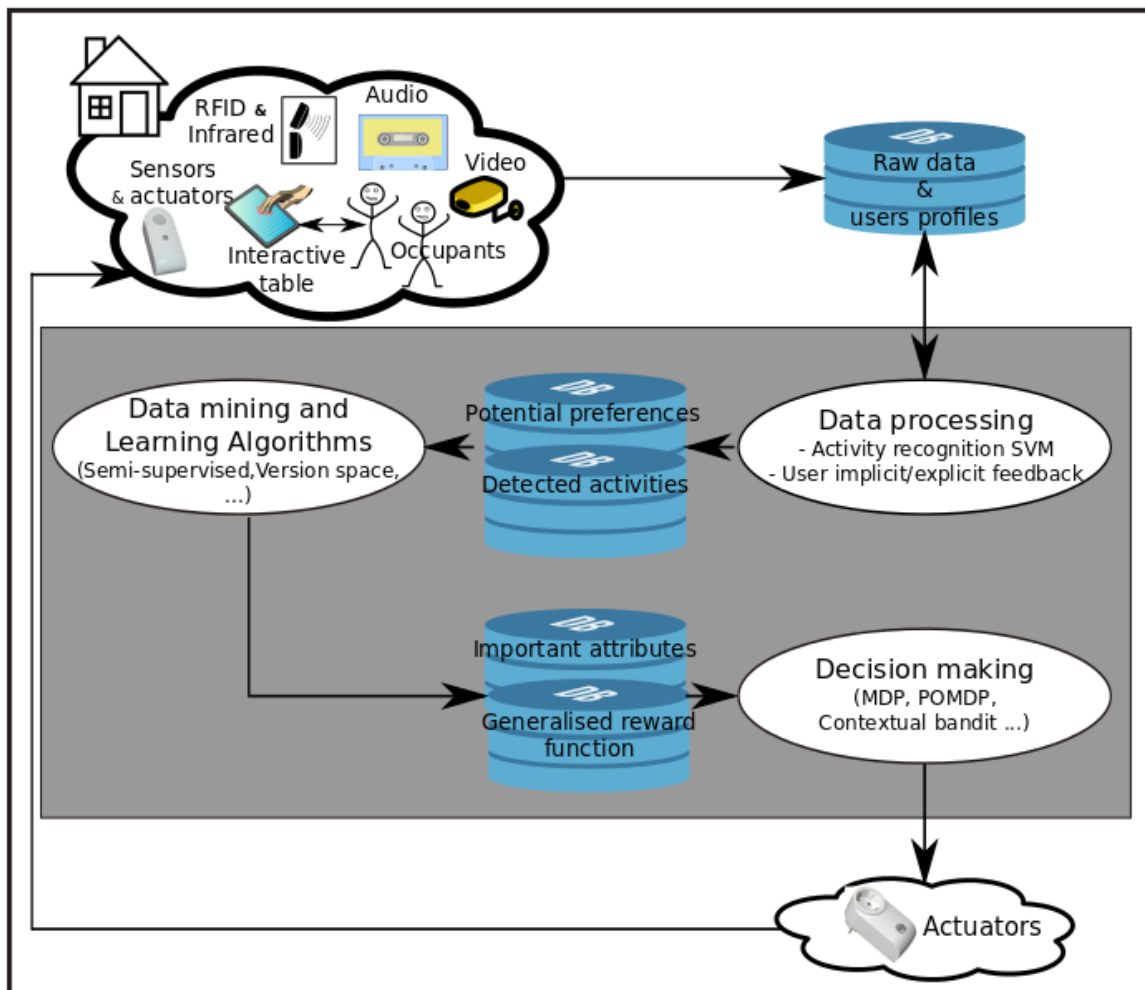 RFID &
Infrared
Audio
Sensors
& actuators
Video
Interactive
table
Occupants
DB
Raw data
&
users profiles
DB
Potential preferences
DB
Detected activities
Data processing
- Activity recognition SVM
- User implicit/explicit feedback
Data mining and
Learning Algorithms
(Semi-supervised,Version space,
...)
DB
Important attributes
DB
Generalised reward
function
Decision making
(MDP, POMDP,
Contextual bandit ...)
Actuators